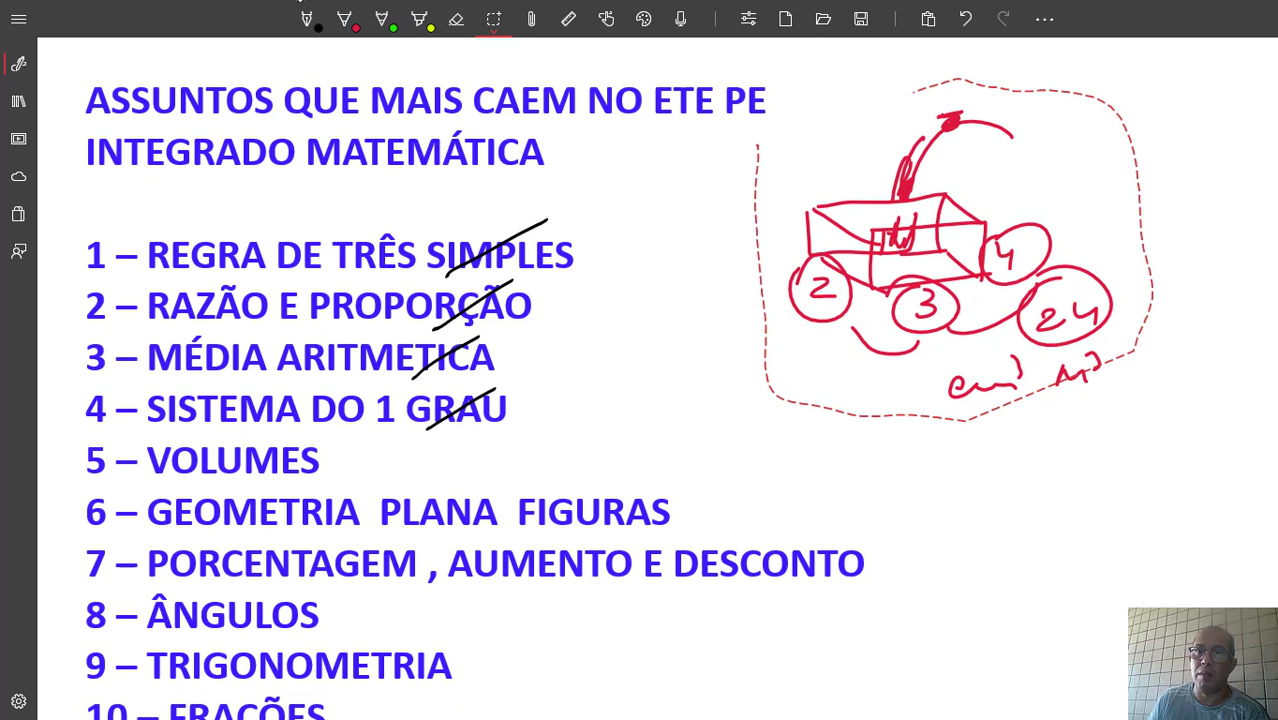 ASSUNTOS QUE MAIS CAEM NO ETE PE
INTEGRADO MATEMÁTICA
1 – REGRA DE TRÊS SIMPLES
2 – RAZÃO E PROPORÇÃO
3 – MÉDIA ARITMETICA
4 – SISTEMA DO 1 GRAU
5 – VOLUMES
6 – GEOMETRIA PLANA FIGURAS
7 – PORCENTAGEM , AUMENTO E DESCONTO
8 – ÂNGULOS
9 – TRIGONOMETRIA
10 – FRAÇÕES
2
3
4
24